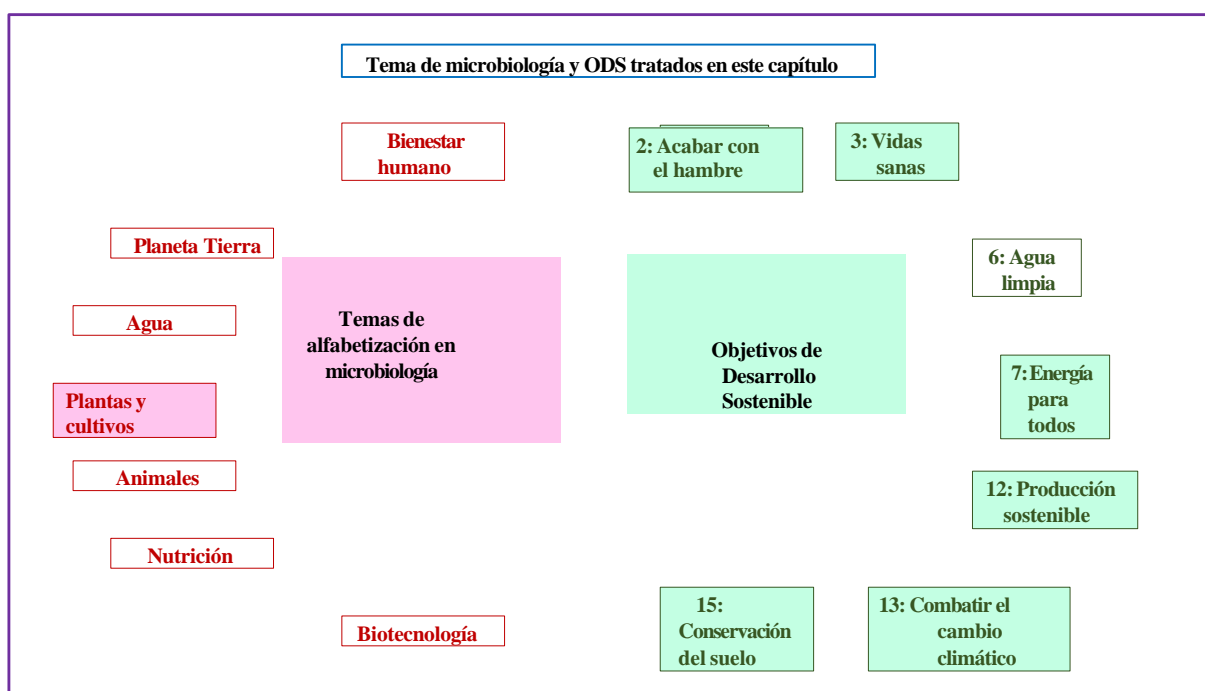 Tema de microbiología y ODS tratados en este capítulo
Bienestar
humano
2: Acabar con
el hambre
3: Vidas
sanas
Planeta Tierra
6: Agua
limpia
Agua
Temas de
alfabetización en
microbiología
Objetivos de
Desarrollo
Sostenible
Plantas y
cultivos
7: Energía
para
todos
Animales
12: Producción
sostenible
Nutrición
Biotecnología
15:
Conservación
del suelo
13: Combatir el
cambio
climático